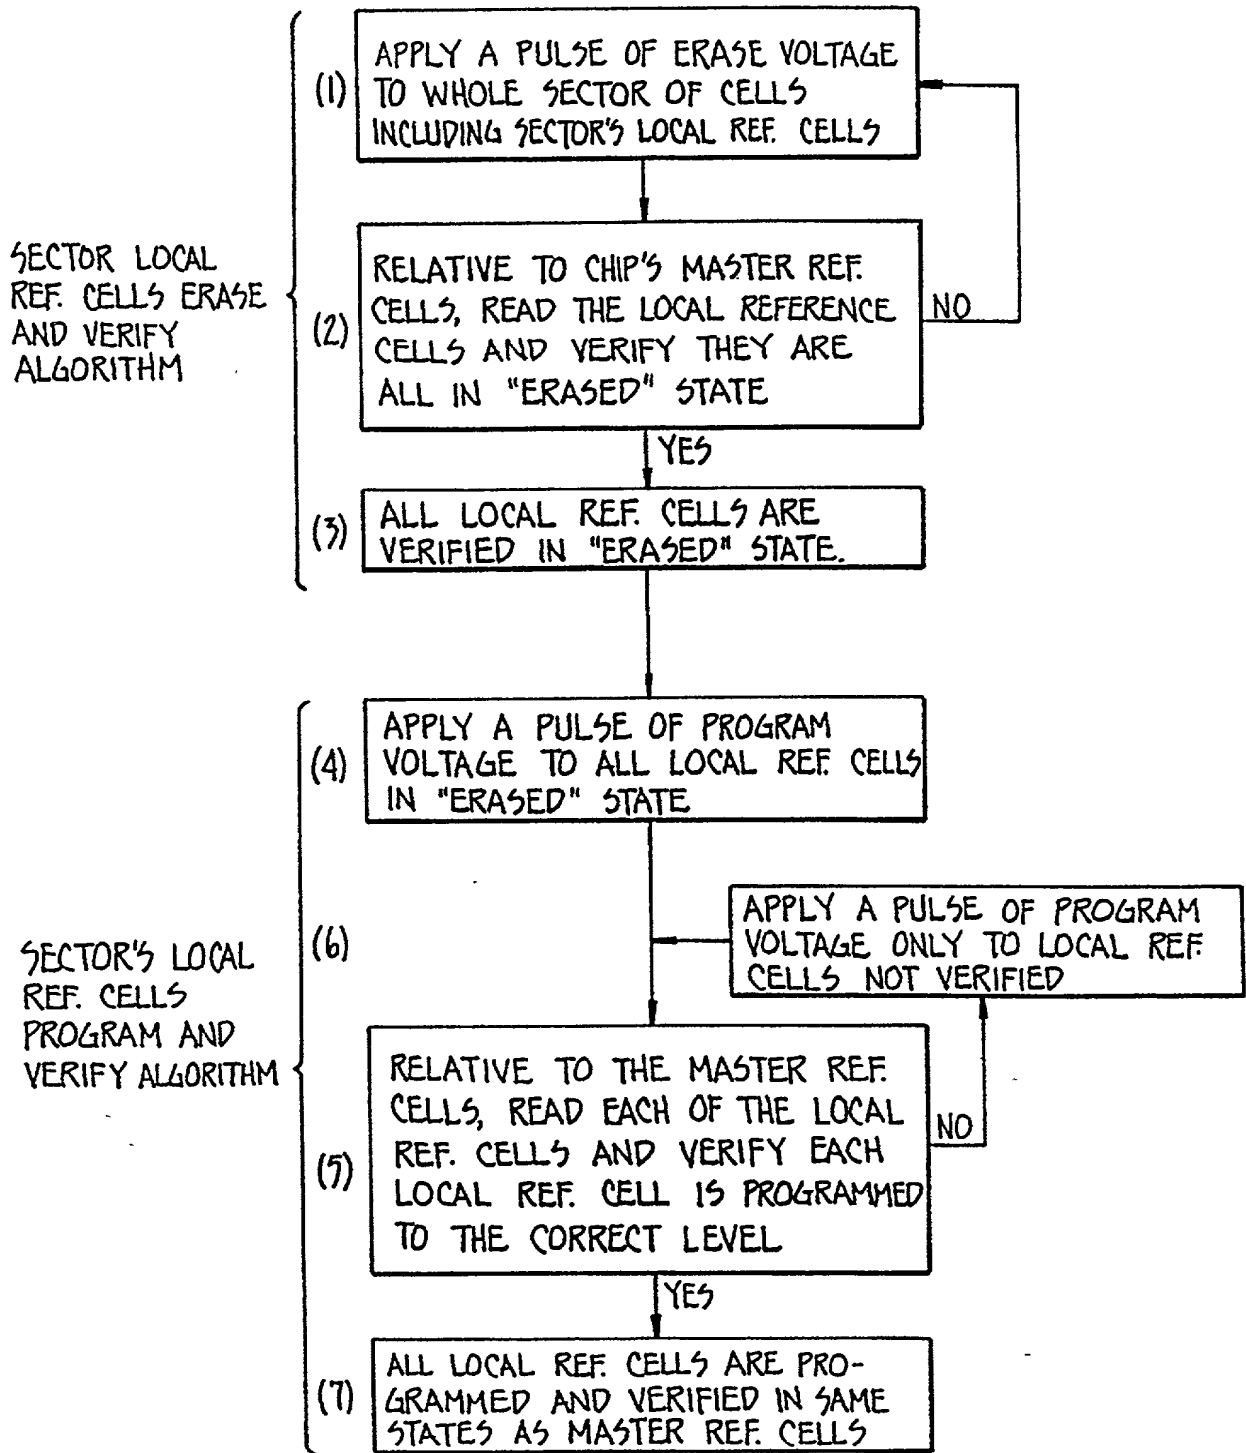 (1)
APPLY A PULSE OF ERASE VOLTAGE
TO WHOLE SECTOR OF CELLS
INCLUDING SECTOR'S LOCAL REF. CELLS
SECTOR LOCAL
REF. CELLS ERASE
AND VERIFY
ALGORITHM
(2)
RELATIVE TO CHIP'S MASTER REF.
CELLS, READ THE LOCAL REFERENCE
CELLS AND VERIFY THEY ARE
ALL IN "ERASED" STATE
NO
YES
(3)
ALL LOCAL REF. CELLS ARE
VERIFIED IN "ERASED" STATE.
(4)
APPLY A PULSE OF PROGRAM
VOLTAGE TO ALL LOCAL REF. CELLS
IN "ERASED" STATE
(6)
APPLY A PULSE OF PROGRAM
VOLTAGE ONLY TO LOCAL REF.
CELLS NOT VERIFIED
SECTOR'S LOCAL
REF. CELLS
PROGRAM AND
VERIFY ALGORITHM
(5)
RELATIVE TO THE MASTER REF.
CELLS, READ EACH OF THE LOCAL
REF. CELLS AND VERIFY EACH
LOCAL REF. CELL IS PROGRAMMED
TO THE CORRECT LEVEL
NO
YES
(7)
ALL LOCAL REF. CELLS ARE PRO-
GRAMMED AND VERIFIED IN SAME
STATES AS MASTER REF. CELLS